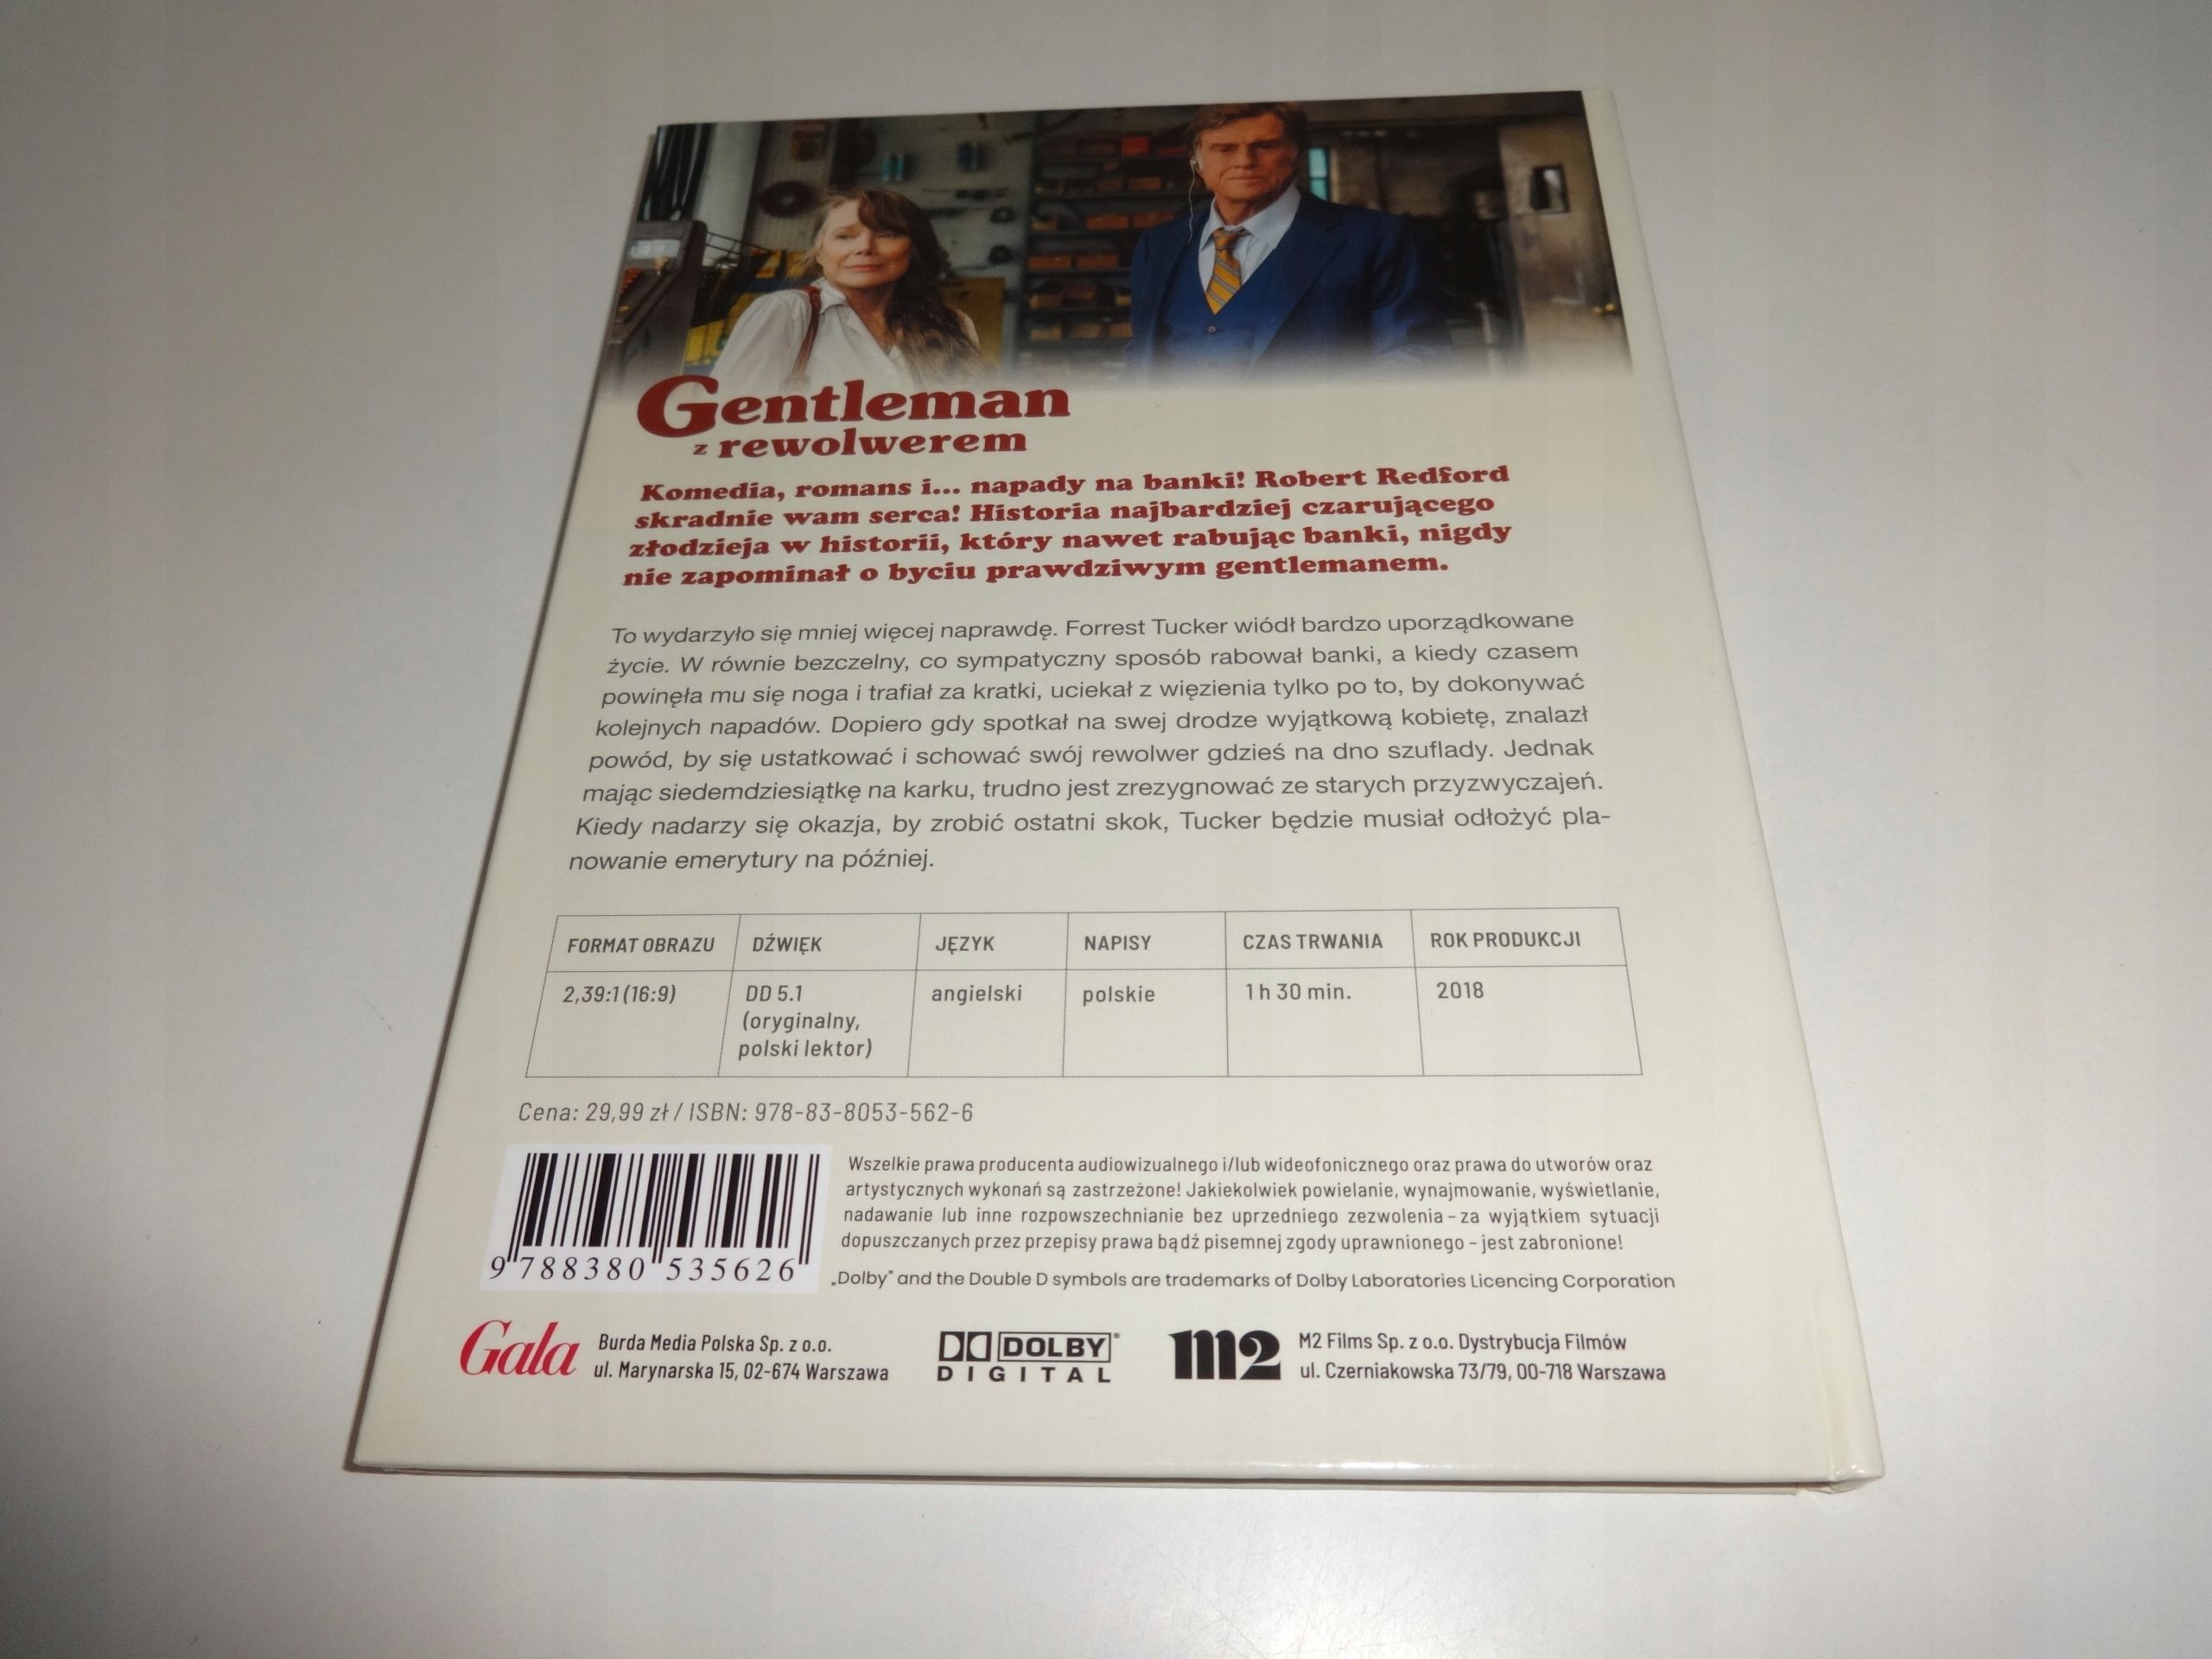 Gentleman
z rewolwerem
Komedia, romans i... napady na banki! Robert Redford
skradnie wam serca! Historia najbardziej czarującego
złodzieja w historii, który nawet rabując banki, nigdy
nie zapominał o byciu prawdziwym gentlemanem.
To wydarzyło się mniej więcej naprawdę. Forrest Tucker wiódł bardzo uporządkowane
życie. W równie bezczelny, co sympatyczny sposób rabował banki, a kiedy czasem
powinęła mu się noga i trafiał za kratki, uciekał z więzienia tylko po to, by dokonywać
kolejnych napadów. Dopiero gdy spotkał na swej drodze wyjątkową kobietę, znalazł
powód, by się ustatkować i schować swój rewolwer gdzieś na dno szuflady. Jednak
mając siedemdziesiątkę na karku, trudno jest zrezygnować ze starych przyzwyczajeń.
Kiedy nadarzy się okazja, by zrobić ostatni skok, Tucker będzie musiał odłożyć pla-
nowanie emerytury na później.
FORMAT OBRAZU DŹWIĘK JĘZYK NAPISY CZAS TRWANIA ROK PRODUKCJI
2,39:1 (16:9) DD 5.1 angielski polskie 1 h 30 min. 2018
(oryginalny,
polski lektor)
Cena: 29,99 zł / ISBN: 978-83-8053-562-6
Wszelkie prawa producenta audiowizualnego i/lub wideofonicznego oraz prawa do utworów oraz
artystycznych wykonań są zastrzeżone! Jakiekolwiek powielanie, wynajmowanie, wyświetlanie,
nadawanie lub inne rozpowszechnianie bez uprzedniego zezwolenia – za wyjątkiem sytuacji
dopuszczanych przez przepisy prawa bądź pisemnej zgody uprawnionego – jest zabronione!
„Dolby" and the Double D symbols are trademarks of Dolby Laboratories Licencing Corporation
9 788380 535626
Gala
Burda Media Polska Sp. z o.o.
ul. Marynarska 15, 02-674 Warszawa
DOLBY®
DIGITAL
m2
M2 Films Sp. z o.o. Dystrybucja Filmów
ul. Czerniakowska 73/79, 00-718 Warszawa